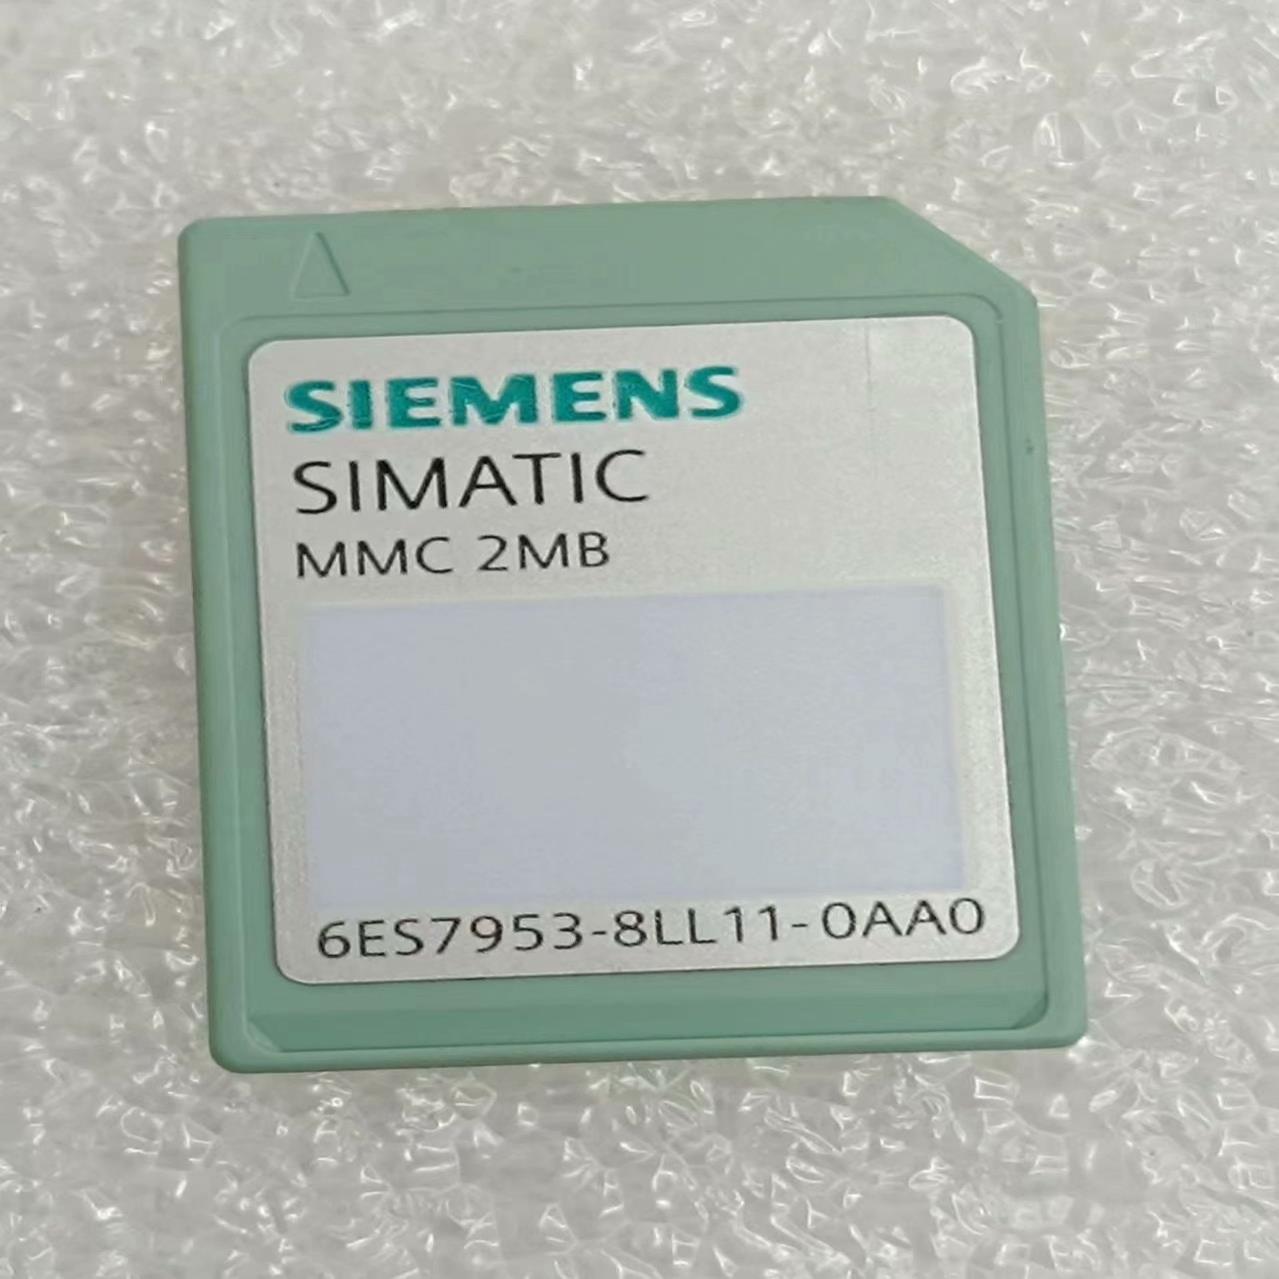 SIEMENS
SIMATIC
MMC 2MB
6ES7953-8LL11-0AA0